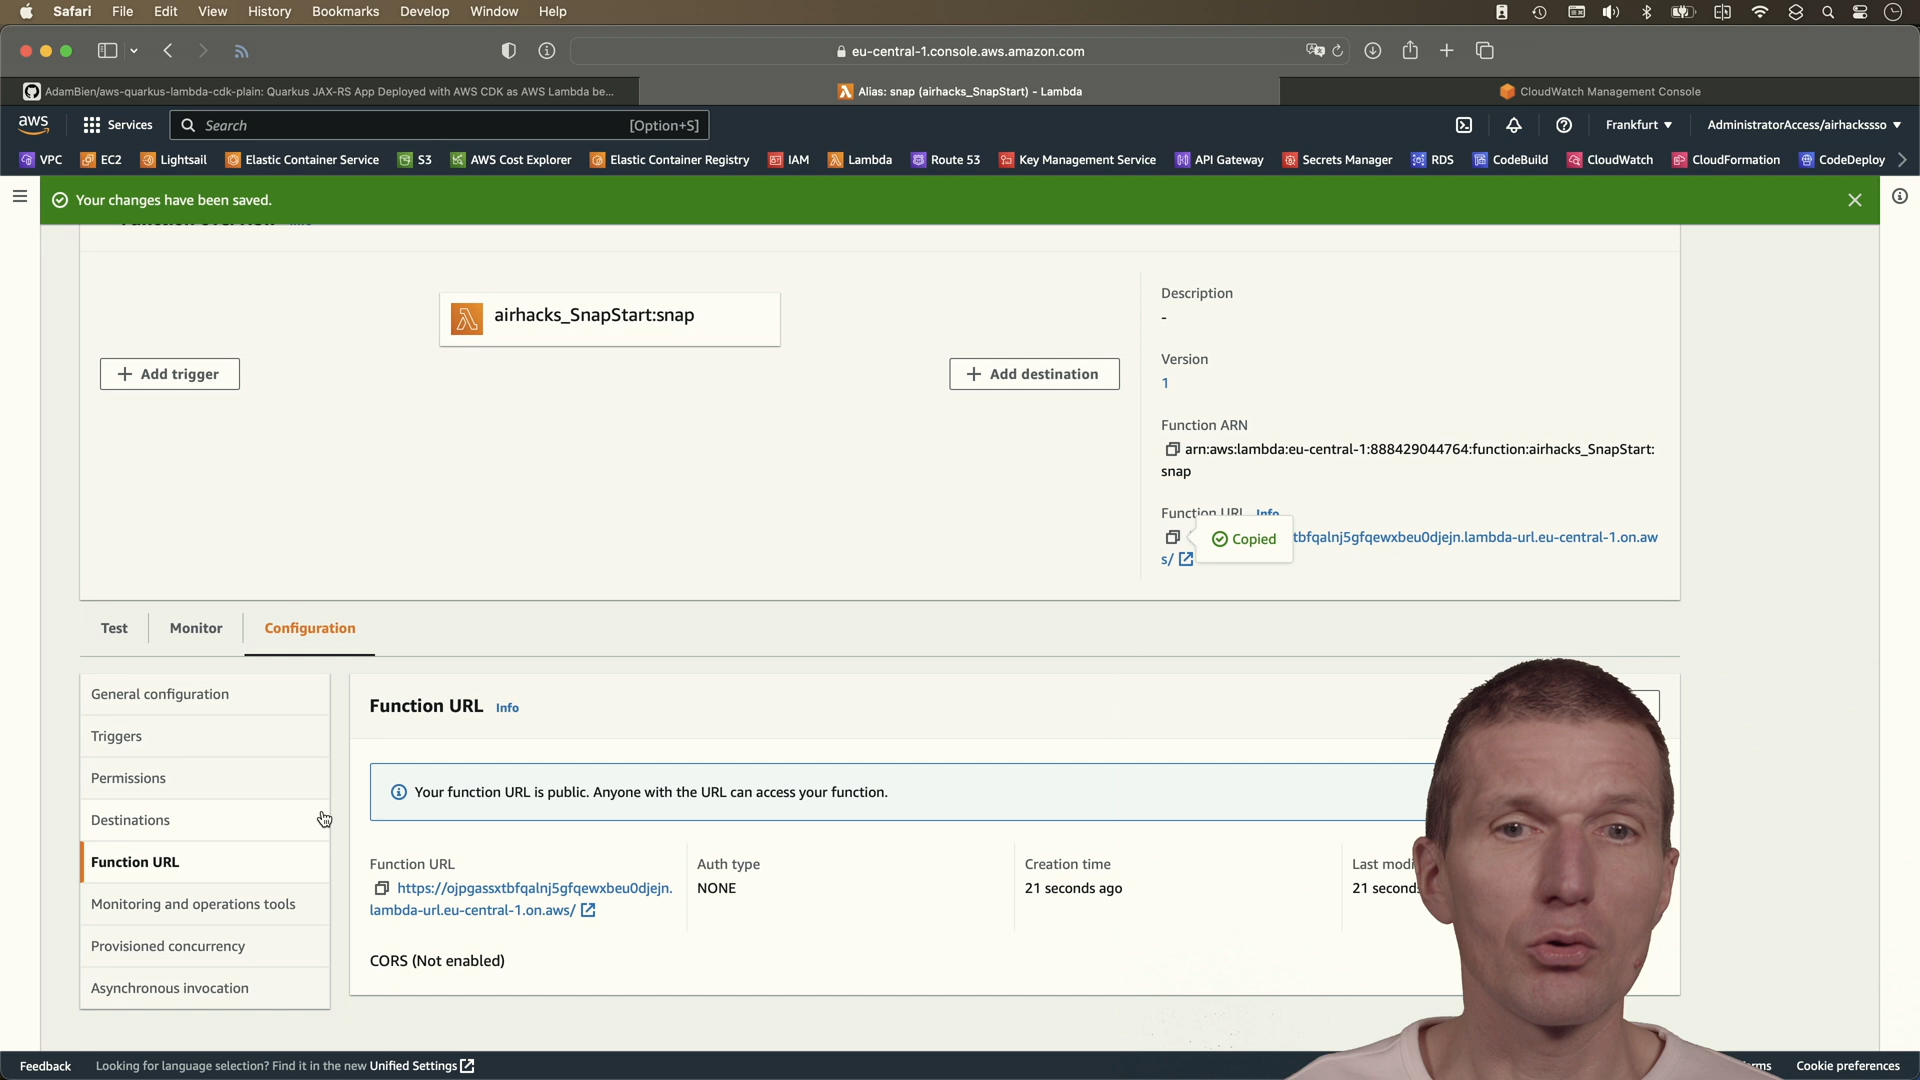 Safari File Edit View History Bookmarks Develop Window Help
eu-central-1.console.aws.amazon.com
AdamBien/aws-quarkus-lambda-cdk-plain: Quarkus JAX-RS App Deployed with AWS CDK as AWS Lambda be...
Alias: snap (airhacks_SnapStart) - Lambda
CloudWatch Management Console
aws Services Search [Option+S] Frankfurt AdministratorAccess/airhackssso
VPC EC2 Lightsail Elastic Container Service S3 AWS Cost Explorer Elastic Container Registry IAM Lambda Route 53 Key Management Service API Gateway Secrets Manager RDS CodeBuild CloudWatch CloudFormation CodeDeploy
Your changes have been saved.
airhacks_SnapStart:snap
Add trigger
Add destination
Description
-
Version
1
Function ARN
arn:aws:lambda:eu-central-1:888429044764:function:airhacks_SnapStart:
snap
Function URL Info
Copied
tbfqalnj5gfqewxbeu0djejn.lambda-url.eu-central-1.on.aw
s/
Test Monitor Configuration
General configuration
Triggers
Permissions
Destinations
Function URL
Monitoring and operations tools
Provisioned concurrency
Asynchronous invocation
Function URL Info
Your function URL is public. Anyone with the URL can access your function.
Function URL
https://ojpgassxtbfqalnj5gfqewxbeu0djejn.
lambda-url.eu-central-1.on.aws/
Auth type
NONE
Creation time
21 seconds ago
Last modi
21 second
CORS (Not enabled)
Feedback Looking for language selection? Find it in the new Unified Settings Cookie preferences